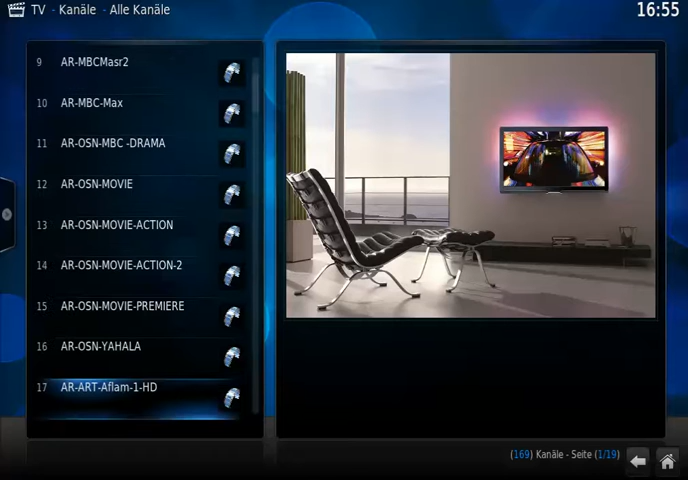 TV - Kanäle - Alle Kanäle
16:55
9 AR-MBCMasr2
10 AR-MBC-Max
11 AR-OSN-MBC -DRAMA
12 AR-OSN-MOVIE
13 AR-OSN-MOVIE-ACTION
14 AR-OSN-MOVIE-ACTION-2
15 AR-OSN-MOVIE-PREMIERE
16 AR-OSN-YAHALA
17 AR-ART-Aflam-1-HD
(169) Kanäle - Seite (1/19)